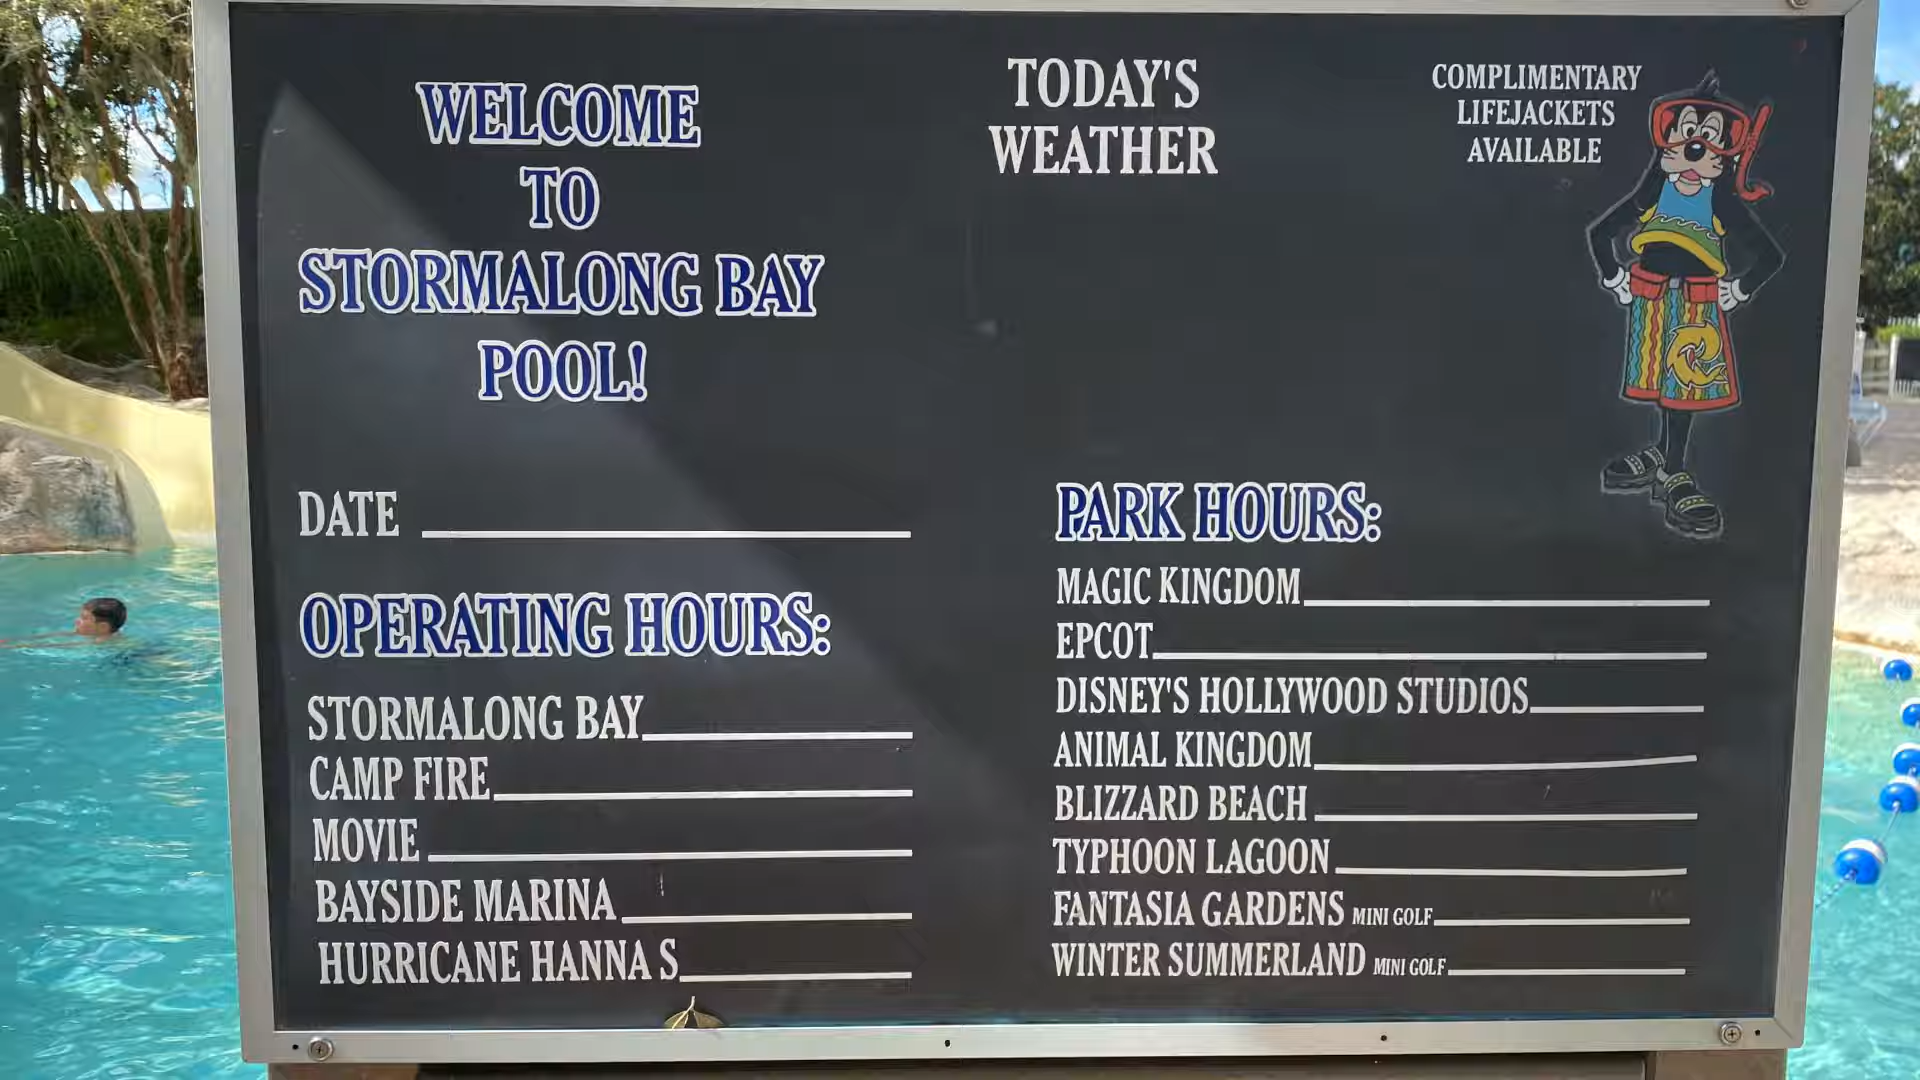 WELCOME
TO
STORMALONG BAY
POOL!
DATE
OPERATING HOURS:
STORMALONG BAY
CAMP FIRE
MOVIE
BAYSIDE MARINA
HURRICANE HANNA S
TODAY'S
WEATHER
COMPLIMENTARY
LIFEJACKETS
AVAILABLE
PARK HOURS:
MAGIC KINGDOM
EPCOT
DISNEY'S HOLLYWOOD STUDIOS
ANIMAL KINGDOM
BLIZZARD BEACH
TYPHOON LAGOON
FANTASIA GARDENS MINI GOLF
WINTER SUMMERLAND MINI GOLF